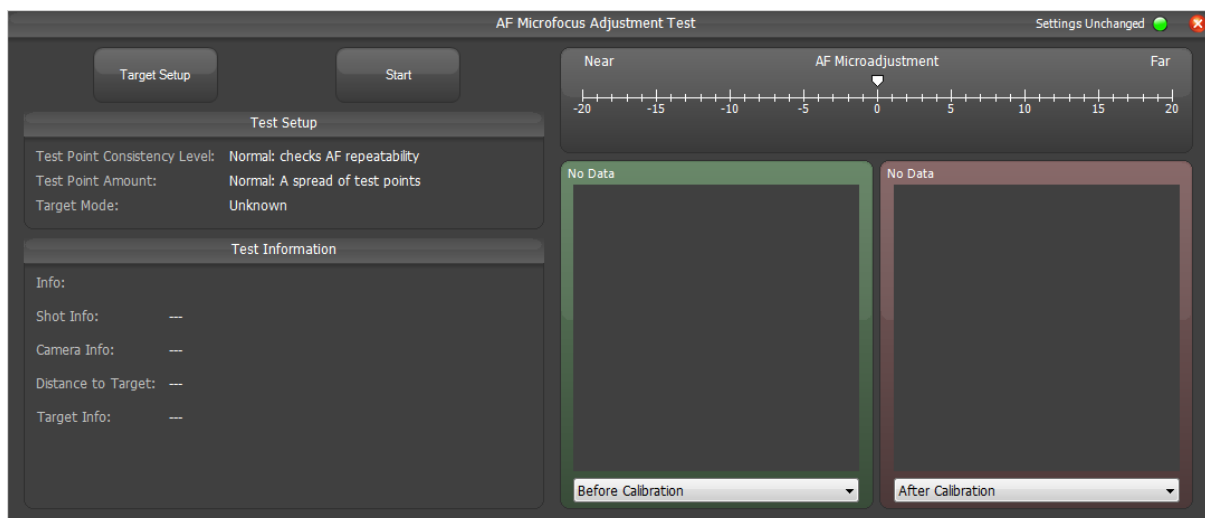 AF Microfocus Adjustment Test
Settings Unchanged
Target Setup
Start
Test Setup
Test Point Consistency Level: Normal: checks AF repeatability
Test Point Amount: Normal: A spread of test points
Target Mode: Unknown
Test Information
Info:
Shot Info: ---
Camera Info: ---
Distance to Target: ---
Target Info: ---
Near AF Microadjustment Far
-20 -15 -10 -5 0 5 10 15 20
No Data
Before Calibration
No Data
After Calibration